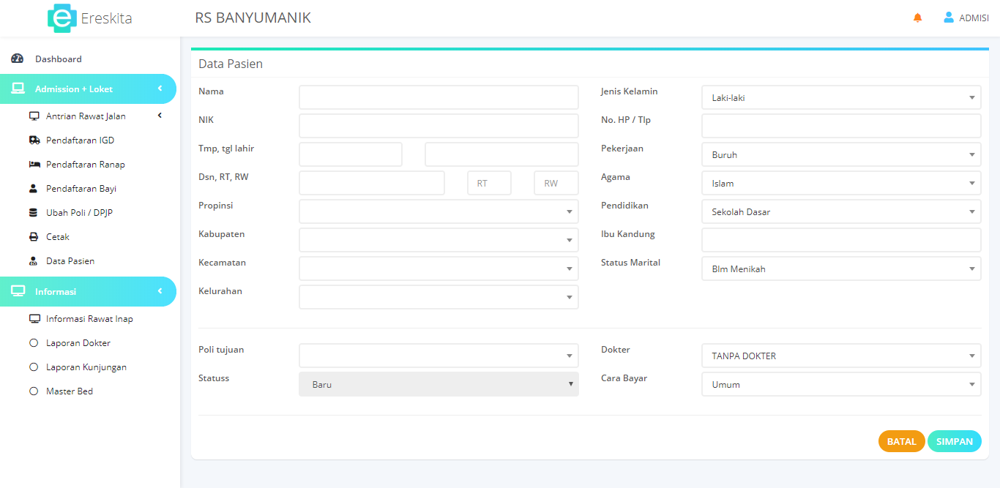 Ereskita
RS BANYUMANIK
ADMISI
Dashboard
Admission + Loket
Antrian Rawat Jalan
Pendaftaran IGD
Pendaftaran Ranap
Pendaftaran Bayi
Ubah Poli / DPJP
Cetak
Data Pasien
Informasi
Informasi Rawat Inap
Laporan Dokter
Laporan Kunjungan
Master Bed
Data Pasien
Nama
NIK
Tmp, tgl lahir
Dsn, RT, RW
RT
RW
Propinsi
Kabupaten
Kecamatan
Kelurahan
Jenis Kelamin
Laki-laki
No. HP / Tlp
Pekerjaan
Buruh
Agama
Islam
Pendidikan
Sekolah Dasar
Ibu Kandung
Status Marital
Blm Menikah
Poli tujuan
Statuss
Baru
Dokter
TANPA DOKTER
Cara Bayar
Umum
BATAL
SIMPAN